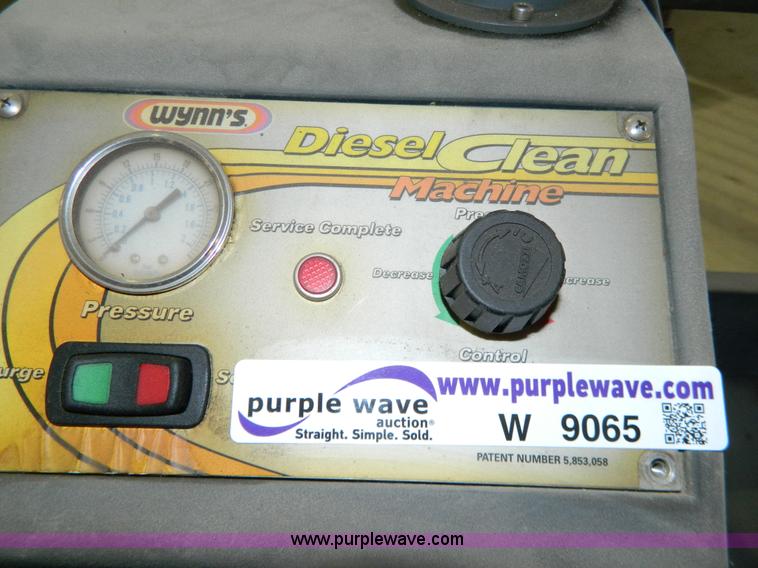 Wynn's
Diesel Clean
Machine
Service Complete
Decrease
Pressure
Control
purple wave
auction®
Straight. Simple. Sold.
www.purplewave.com
W 9065
PATENT NUMBER 5,853,058
www.purplewave.com